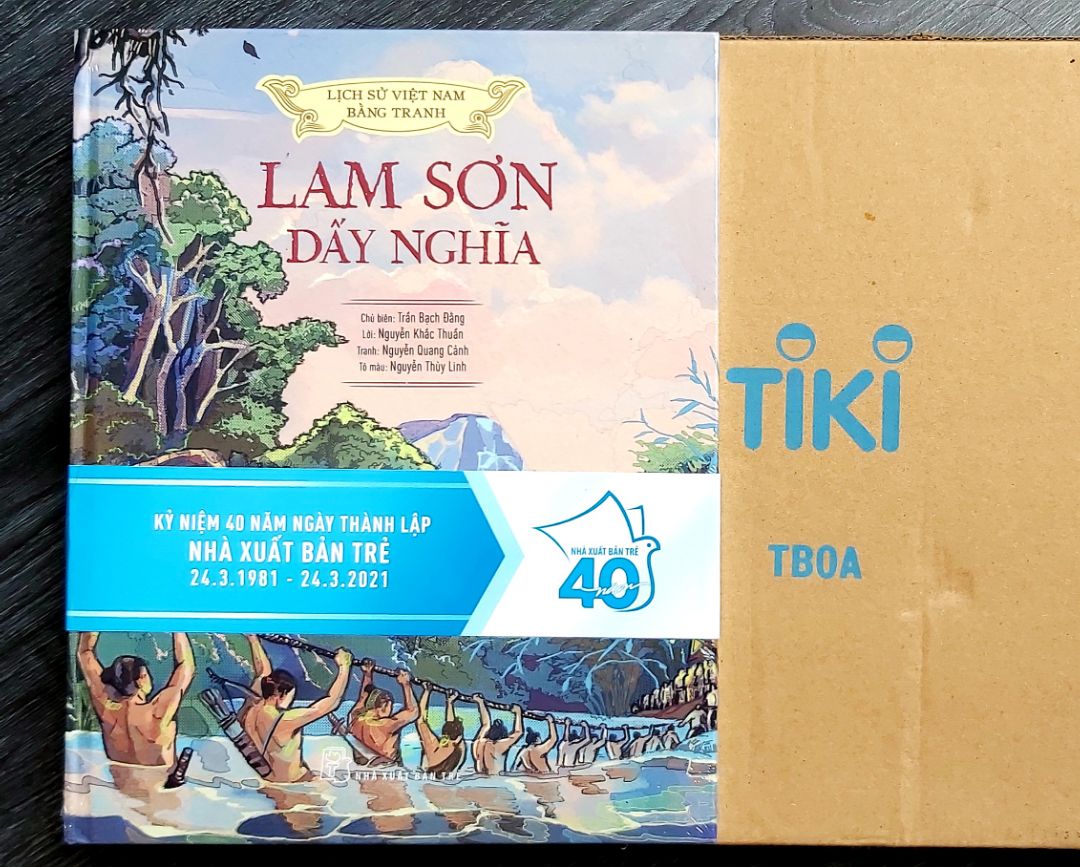 LỊCH SỬ VIỆT NAM
BẰNG TRANH
LAM SƠN
DẤY NGHĨA
Chủ biên: Trần Bạch Đằng
Lời: Nguyễn Khắc Thuần
Tranh: Nguyễn Quang Cảnh
Tô màu: Nguyễn Thùy Linh
KỶ NIỆM 40 NĂM NGÀY THÀNH LẬP
NHÀ XUẤT BẢN TRẺ
24.3.1981 - 24.3.2021
NHÀ XUẤT BẢN TRẺ
40
năm
NHÀ XUẤT BẢN TRẺ
TIKI
TBOA